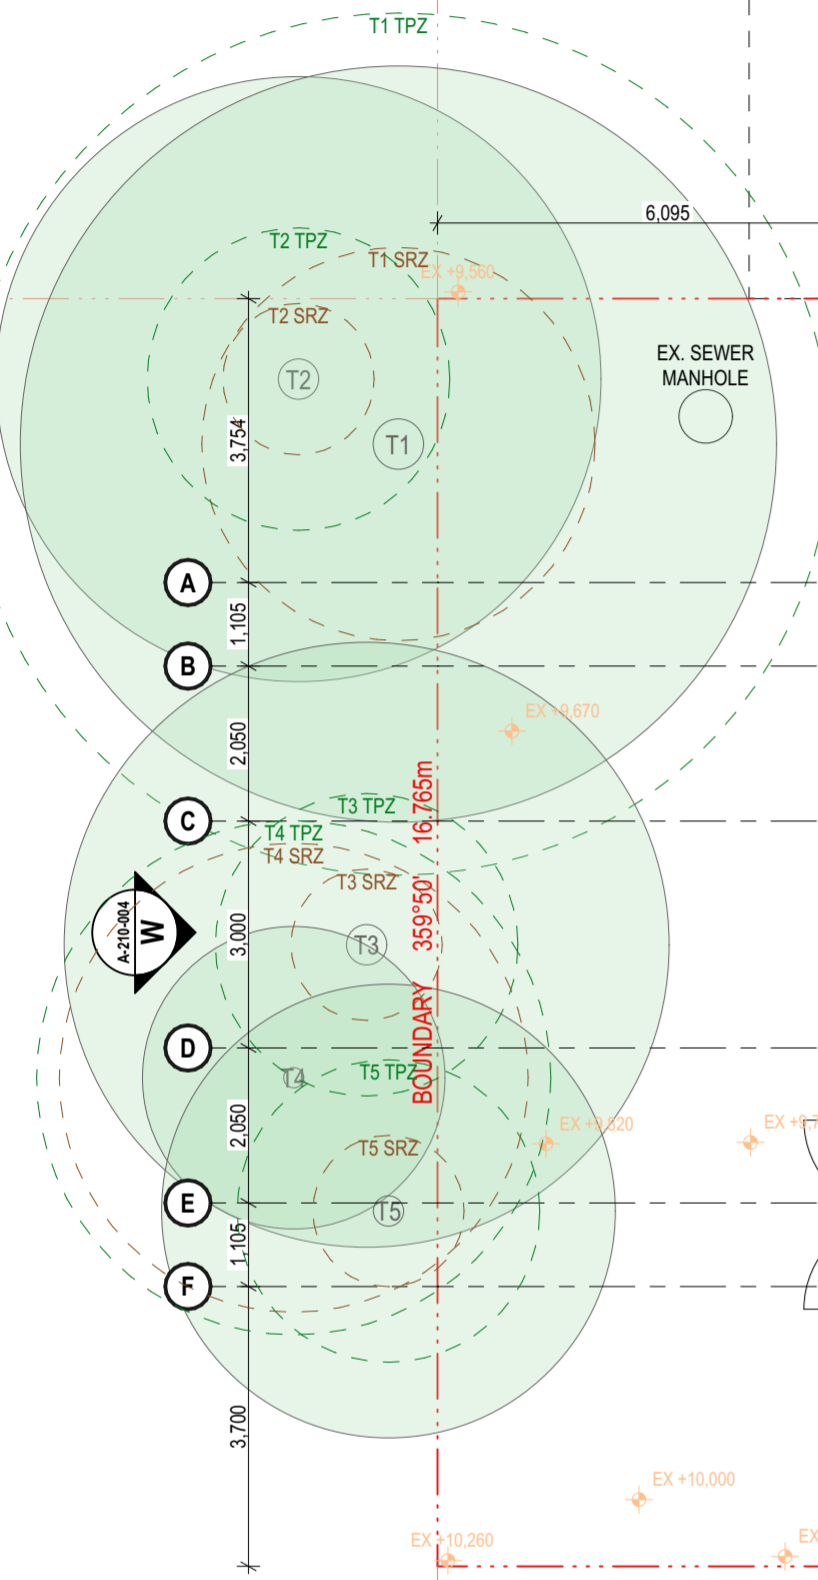 T1 TPZ
6,095
T2 TPZ
T1 SRZ
EX +9,560
T2 SRZ
EX. SEWER
MANHOLE
T2
T1
3,754
A
1,105
B
2,050
EX +9,670
16.765m
T3 TPZ
C
T4 TPZ
T4 SRZ
T3 SRZ
A-210-004
W
3,000
359°50'
T3
BOUNDARY
D
T5 TPZ
T4
2,050
EX +9,820
T5 SRZ
E
T5
1,105
F
3,700
EX +10,000
EX +10,260
EX